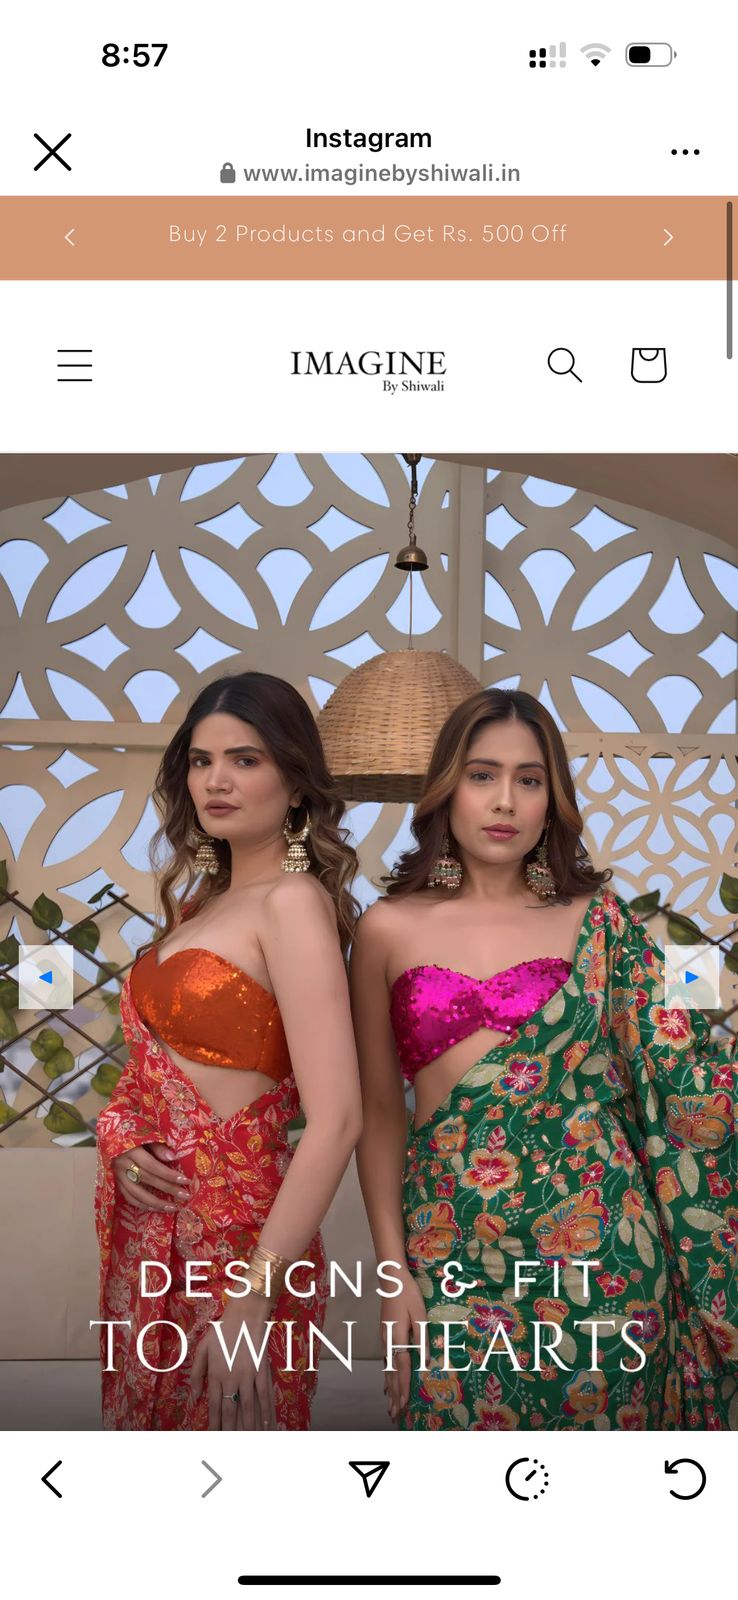 8:57
Instagram
www.imaginebyshiwali.in
Buy 2 Products and Get Rs. 500 Off
IMAGINE
By Shiwali
DESIGNS & FIT
TO WIN HEARTS